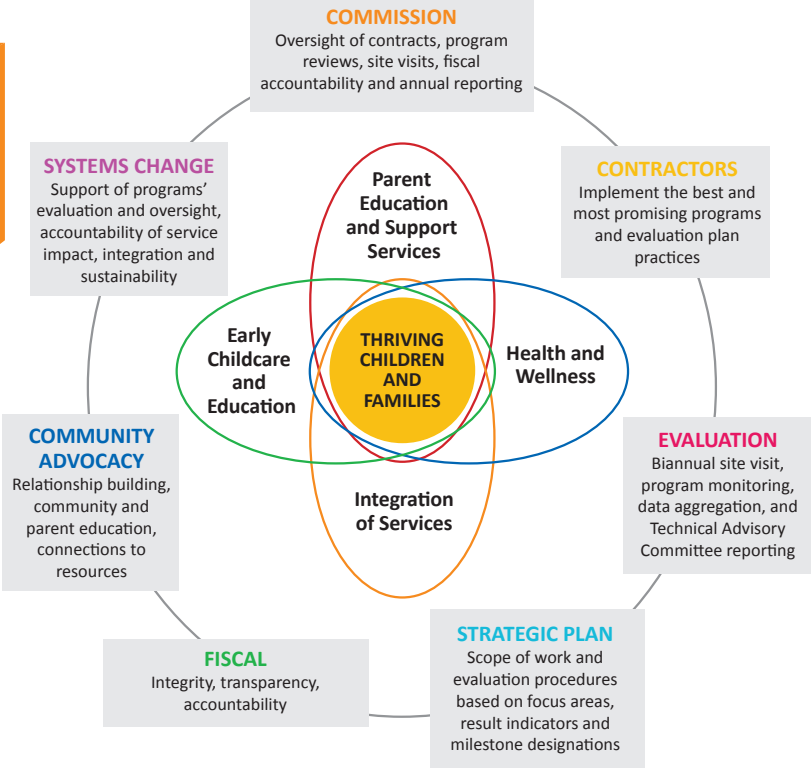 COMMISSION
Oversight of contracts, program
reviews, site visits, fiscal
accountability and annual reporting
SYSTEMS CHANGE
Support of programs’
evaluation and oversight,
accountability of service
impact, integration and
sustainability
CONTRACTORS
Implement the best and
most promising programs
and evaluation plan
practices
Parent
Education
and Support
Services
Early
Childcare
and
Education
THRIVING
CHILDREN
AND
FAMILIES
Health and
Wellness
Integration
of Services
COMMUNITY
ADVOCACY
Relationship building,
community and
parent education,
connections to
resources
EVALUATION
Biannual site visit,
program monitoring,
data aggregation, and
Technical Advisory
Committee reporting
FISCAL
Integrity, transparency,
accountability
STRATEGIC PLAN
Scope of work and
evaluation procedures
based on focus areas,
result indicators and
milestone designations